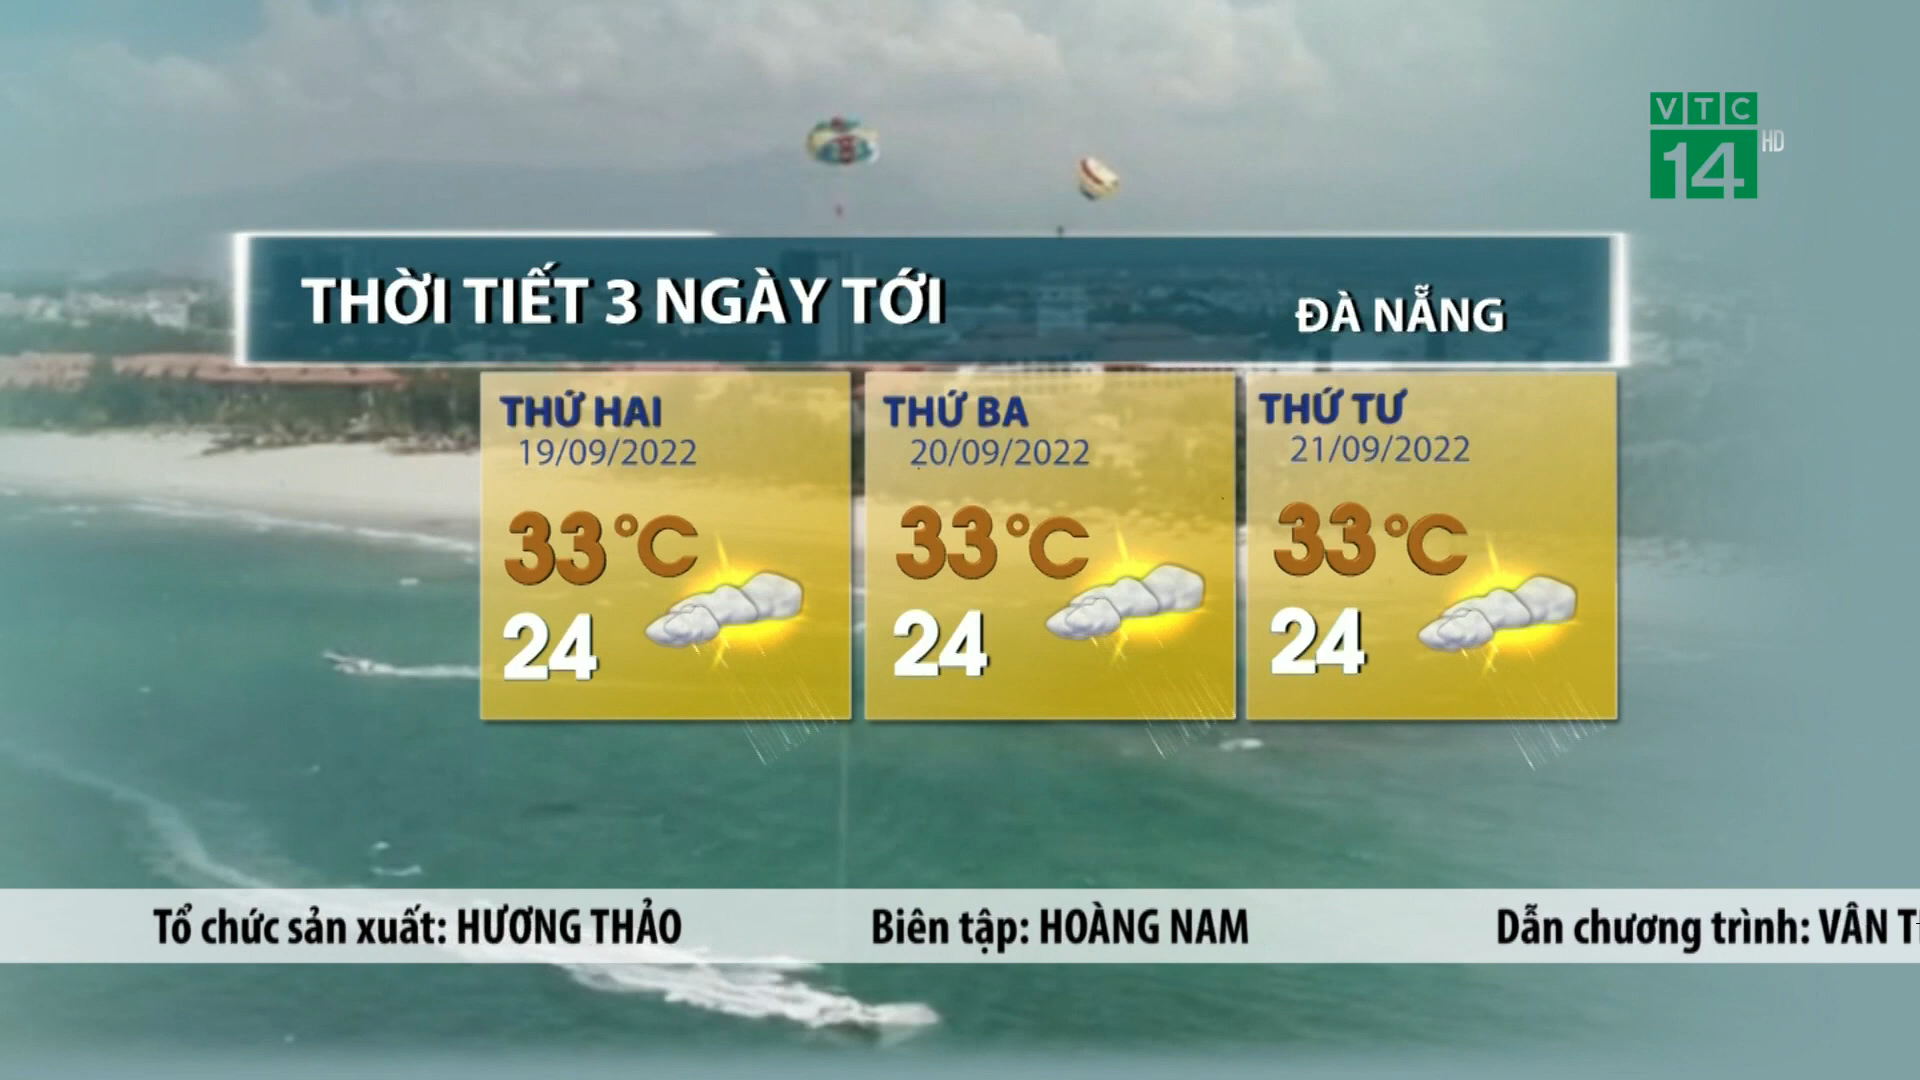 VTC
14 HD
THỜI TIẾT 3 NGÀY TỚI
ĐÀ NẴNG
THỨ HAI
19/09/2022
33°C
24
THỨ BA
20/09/2022
33°C
24
THỨ TƯ
21/09/2022
33°C
24
Tổ chức sản xuất: HƯƠNG THẢO Biên tập: HOÀNG NAM Dẫn chương trình: VÂN